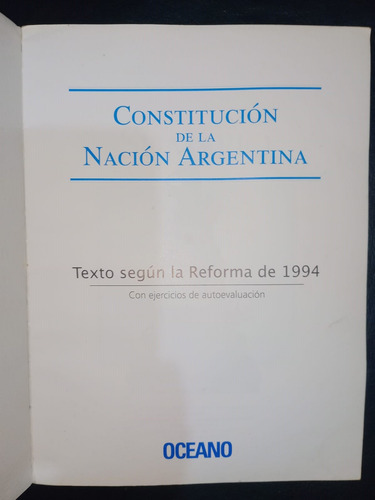 CONSTITUCIÓN
DE LA
NACIÓN ARGENTINA
Texto según la Reforma de 1994
Con ejercicios de autoevaluación
OCEANO